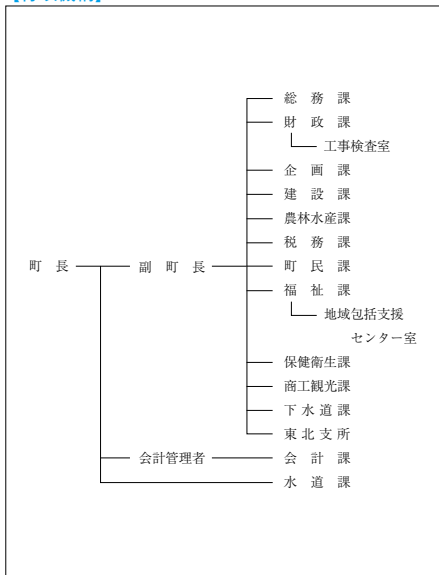 総務課
財政課
工事検査室
企画課
建設課
農林水産課
税務課
町長 副町長 町民課
福祉課
地域包括支援
センター室
保健衛生課
商工観光課
下水道課
東北支所
会計管理者 会計課
水道課